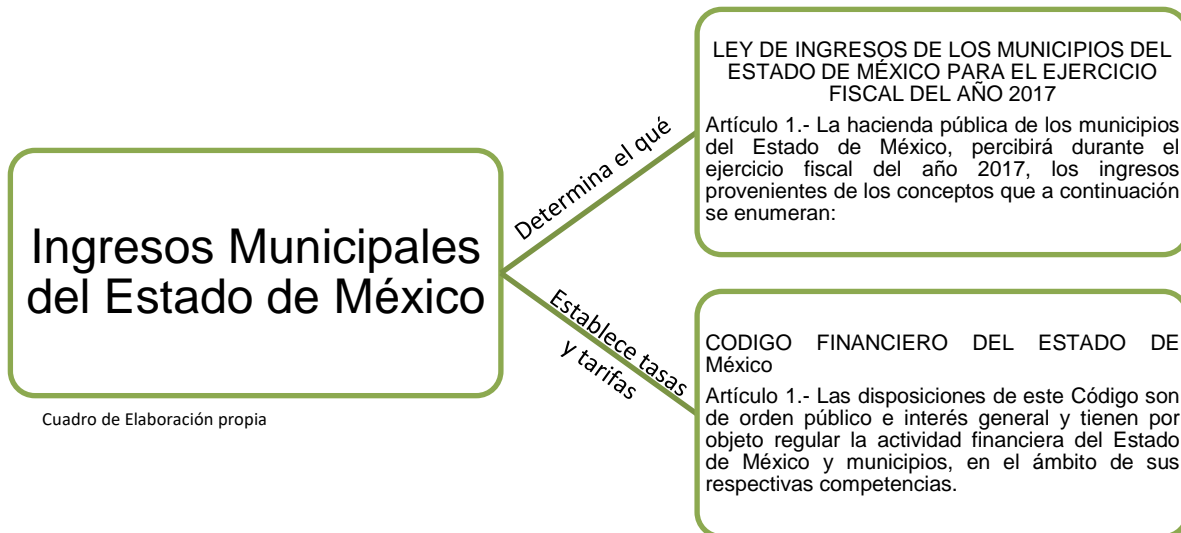 Ingresos Municipales
del Estado de México
Cuadro de Elaboración propia
Determina el qué
LEY DE INGRESOS DE LOS MUNICIPIOS DEL
ESTADO DE MÉXICO PARA EL EJERCICIO
FISCAL DEL AÑO 2017
Artículo 1.- La hacienda pública de los municipios
del Estado de México, percibirá durante el
ejercicio fiscal del año 2017, los ingresos
provenientes de los conceptos que a continuación
se enumeran:
Establece tasas
y tarifas
CODIGO FINANCIERO DEL ESTADO DE
México
Artículo 1.- Las disposiciones de este Código son
de orden público e interés general y tienen por
objeto regular la actividad financiera del Estado
de México y municipios, en el ámbito de sus
respectivas competencias.